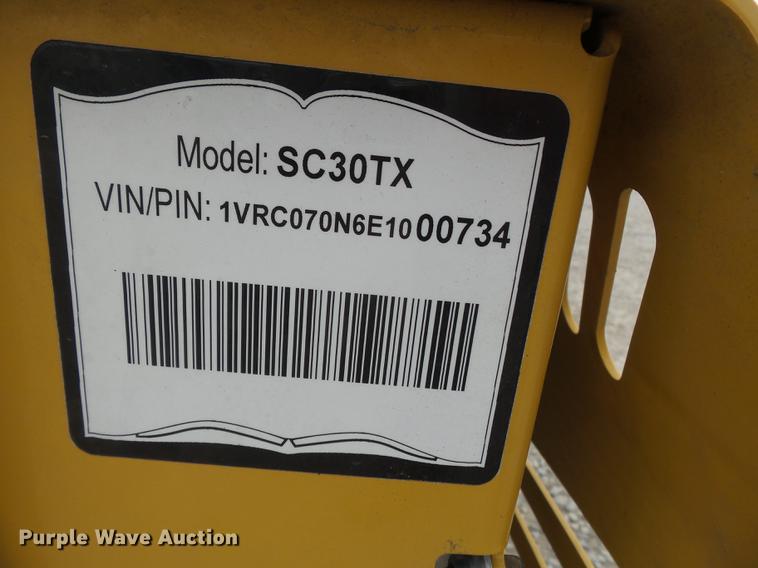 Model: SC30TX
VIN/PIN: 1VRC070N6E1000734
Purple Wave Auction